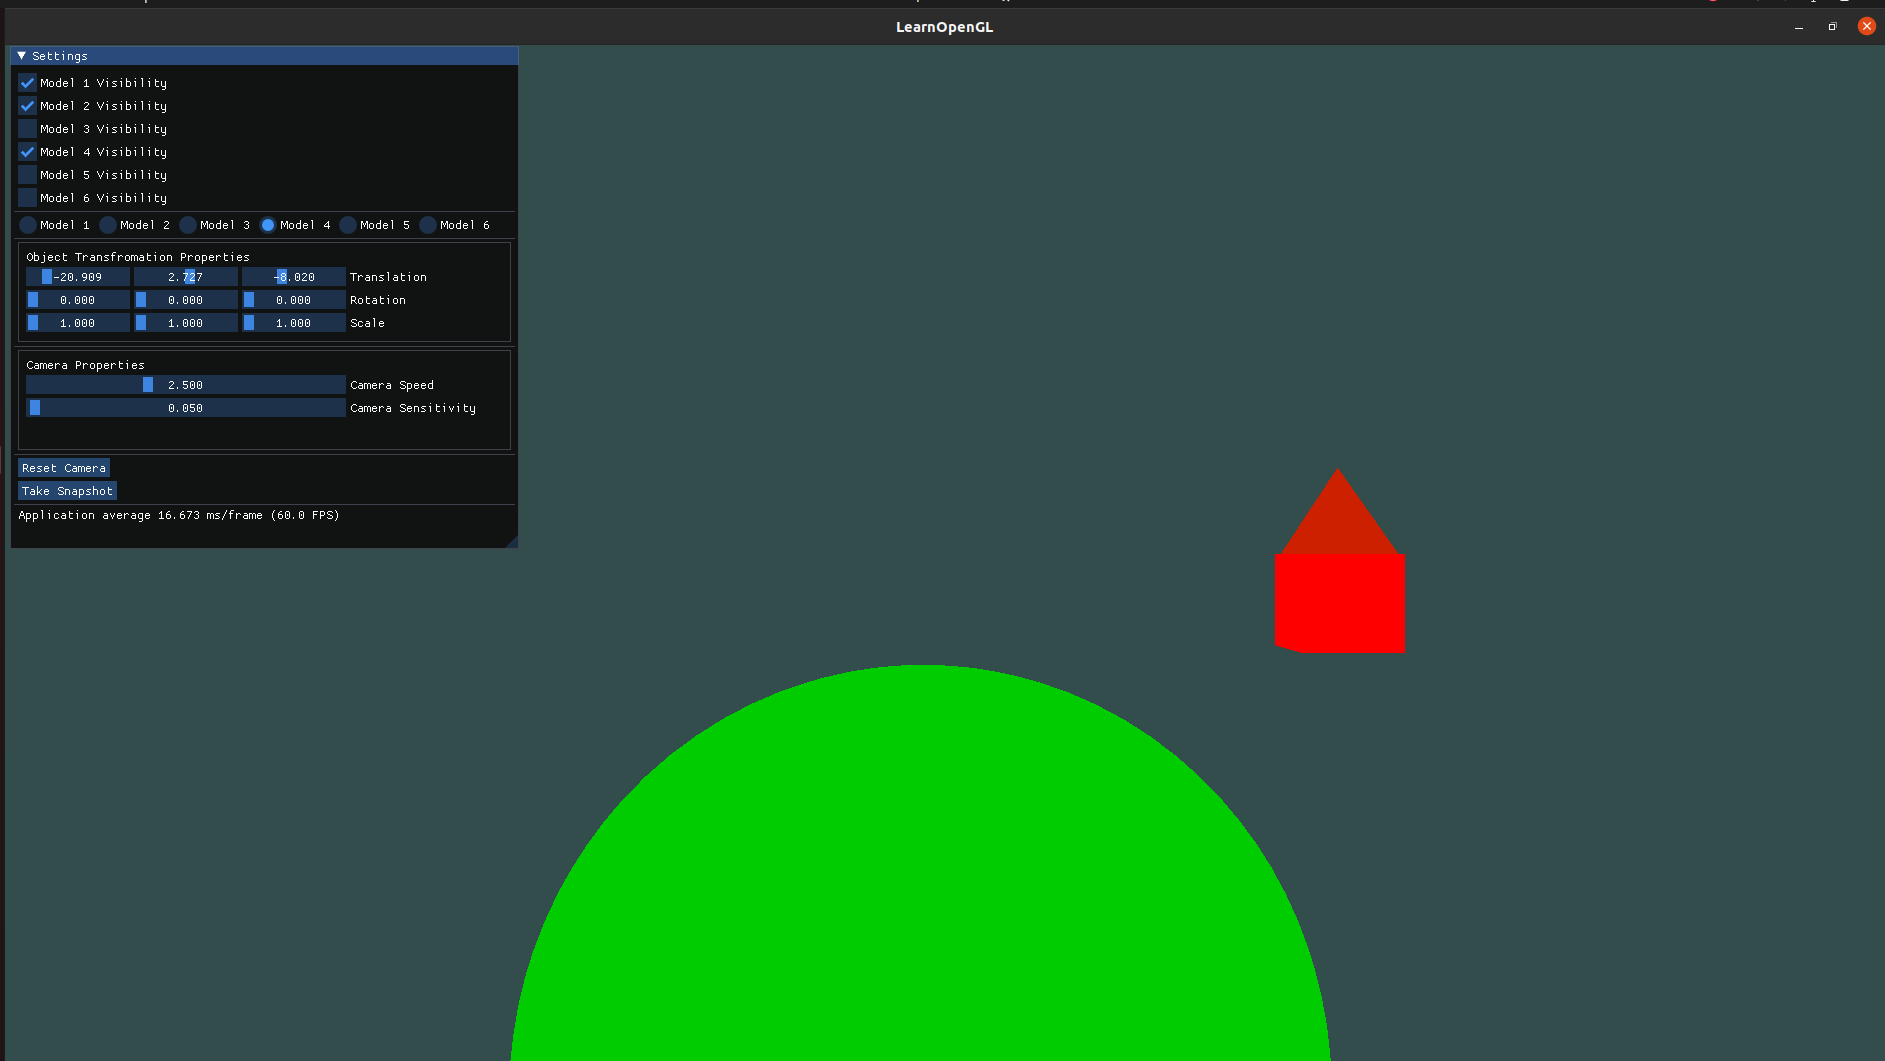 LearnOpenGL
Settings
Model 1 Visibility
Model 2 Visibility
Model 3 Visibility
Model 4 Visibility
Model 5 Visibility
Model 6 Visibility
Model 1 Model 2 Model 3 Model 4 Model 5 Model 6
Object Transfromation Properties
-20.909 2.727 -8.020 Translation
0.000 0.000 0.000 Rotation
1.000 1.000 1.000 Scale
Camera Properties
2.500 Camera Speed
0.050 Camera Sensitivity
Reset Camera
Take Snapshot
Application average 16.673 ms/frame (60.0 FPS)